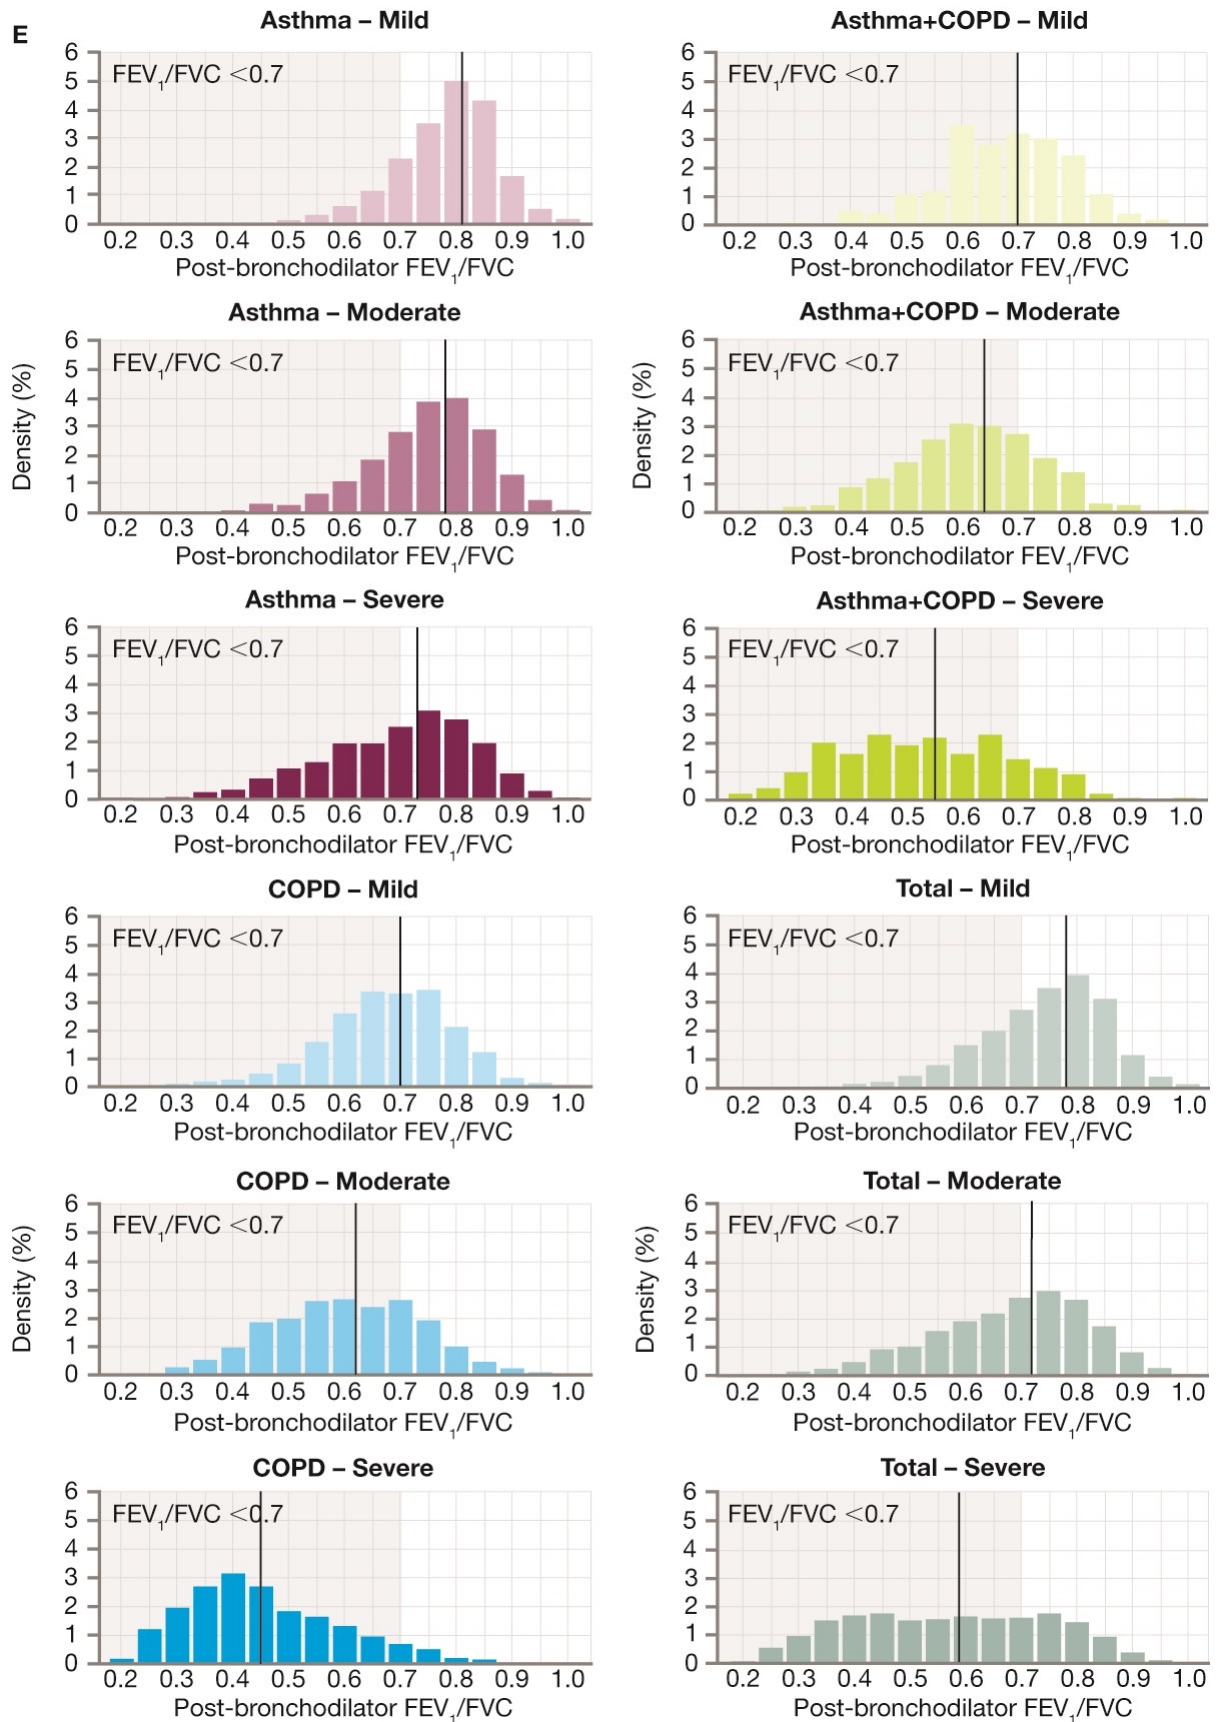 E
Asthma – Mild
6
5
4
3
2
1
0
FEV1/FVC <0.7
0.2 0.3 0.4 0.5 0.6 0.7 0.8 0.9 1.0
Post-bronchodilator FEV1/FVC
Asthma+COPD – Mild
6
5
4
3
2
1
0
FEV1/FVC <0.7
0.2 0.3 0.4 0.5 0.6 0.7 0.8 0.9 1.0
Post-bronchodilator FEV1/FVC
Asthma – Moderate
Density (%)
6
5
4
3
2
1
0
FEV1/FVC <0.7
0.2 0.3 0.4 0.5 0.6 0.7 0.8 0.9 1.0
Post-bronchodilator FEV1/FVC
Asthma+COPD – Moderate
Density (%)
6
5
4
3
2
1
0
FEV1/FVC <0.7
0.2 0.3 0.4 0.5 0.6 0.7 0.8 0.9 1.0
Post-bronchodilator FEV1/FVC
Asthma – Severe
6
5
4
3
2
1
0
FEV1/FVC <0.7
0.2 0.3 0.4 0.5 0.6 0.7 0.8 0.9 1.0
Post-bronchodilator FEV1/FVC
Asthma+COPD – Severe
6
5
4
3
2
1
0
FEV1/FVC <0.7
0.2 0.3 0.4 0.5 0.6 0.7 0.8 0.9 1.0
Post-bronchodilator FEV1/FVC
COPD – Mild
6
5
4
3
2
1
0
FEV1/FVC <0.7
0.2 0.3 0.4 0.5 0.6 0.7 0.8 0.9 1.0
Post-bronchodilator FEV1/FVC
Total – Mild
6
5
4
3
2
1
0
FEV1/FVC <0.7
0.2 0.3 0.4 0.5 0.6 0.7 0.8 0.9 1.0
Post-bronchodilator FEV1/FVC
COPD – Moderate
Density (%)
6
5
4
3
2
1
0
FEV1/FVC <0.7
0.2 0.3 0.4 0.5 0.6 0.7 0.8 0.9 1.0
Post-bronchodilator FEV1/FVC
Total – Moderate
Density (%)
6
5
4
3
2
1
0
FEV1/FVC <0.7
0.2 0.3 0.4 0.5 0.6 0.7 0.8 0.9 1.0
Post-bronchodilator FEV1/FVC
COPD – Severe
6
5
4
3
2
1
0
FEV1/FVC <0.7
0.2 0.3 0.4 0.5 0.6 0.7 0.8 0.9 1.0
Post-bronchodilator FEV1/FVC
Total – Severe
6
5
4
3
2
1
0
FEV1/FVC <0.7
0.2 0.3 0.4 0.5 0.6 0.7 0.8 0.9 1.0
Post-bronchodilator FEV1/FVC